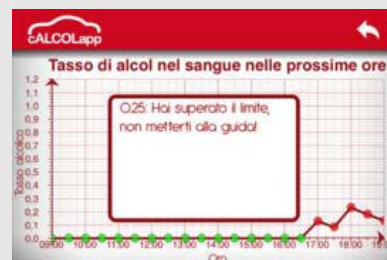 cALCOLapp
Tasso di alcol nel sangue nelle prossime ore
1,2
1,1
1,0
0,9
0,8
0,7
0,6
0,5
0,4
0,3
0,2
0,1
0,0
Tasso alcolico
0.25: Hai superato il limite,
non metterti alla guida!
09:00 10:00 11:00 12:00 13:00 14:00 15:00 16:00 17:00 18:00
Ore